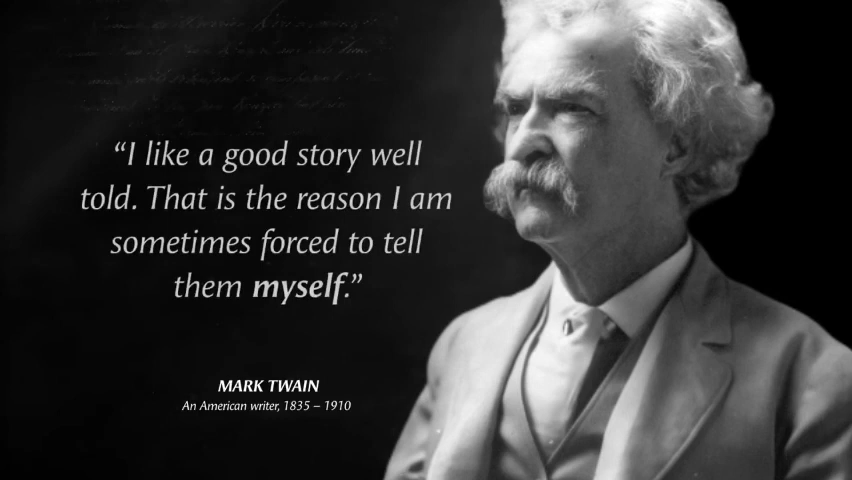 “I like a good story well
told. That is the reason I am
sometimes forced to tell
them myself.”
MARK TWAIN
An American writer, 1835 – 1910